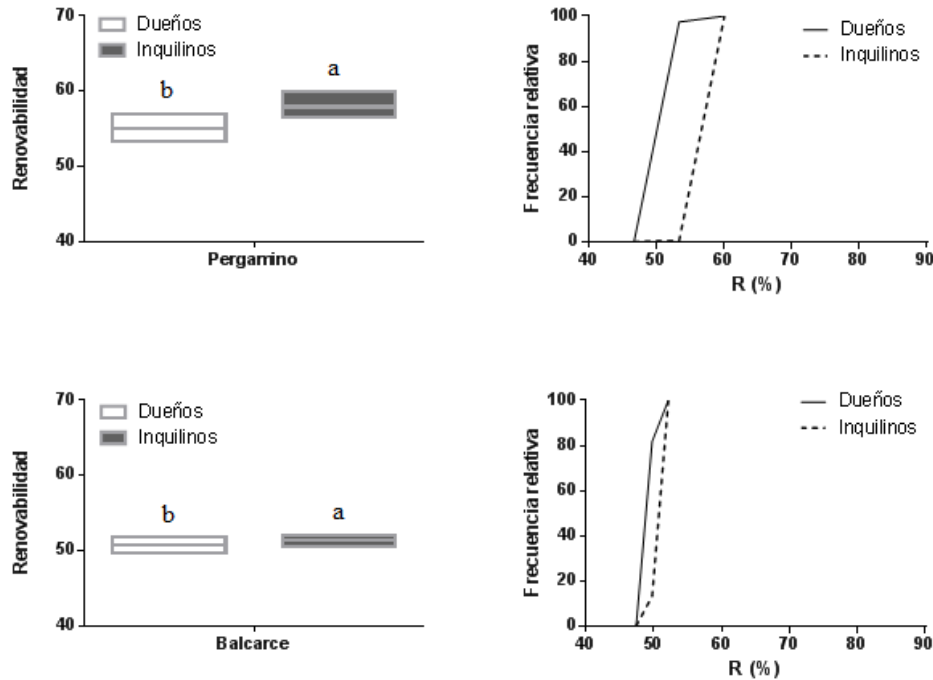 70
60
50
40
Renovabilidad
Dueños
Inquilinos
b
a
Pergamino
100
80
60
40
20
0
Frecuencia relativa
Dueños
Inquilinos
40 50 60 70 80 90
R (%)
70
60
50
40
Renovabilidad
Dueños
Inquilinos
b
a
Balcarce
100
80
60
40
20
0
Frecuencia relativa
Dueños
Inquilinos
40 50 60 70 80 90
R (%)